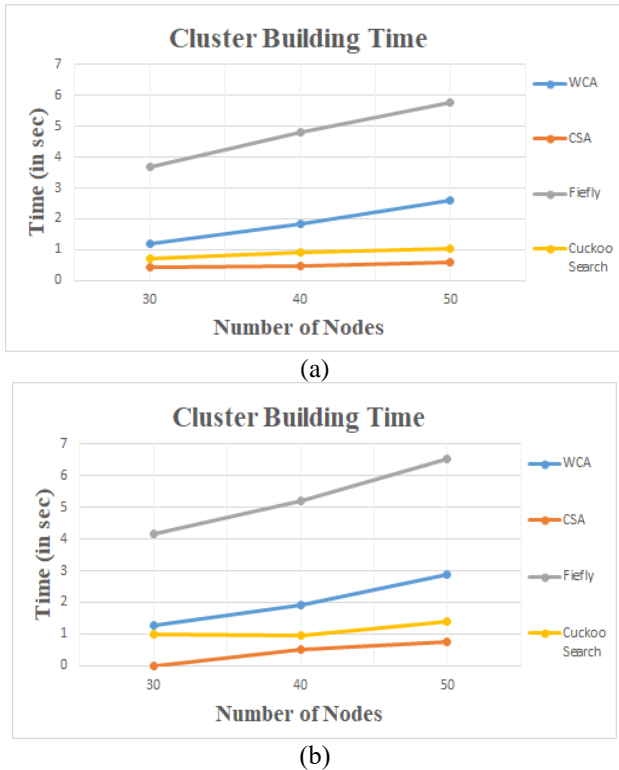 Cluster Building Time
7
6
5
4
3
2
1
0
Time (in sec)
30 40 50
Number of Nodes
WCA
CSA
Fiefly
Cuckoo
Search
(a)
Cluster Building Time
7
6
5
4
3
2
1
0
Time (in sec)
30 40 50
Number of Nodes
WCA
CSA
Fiefly
Cuckoo
Search
(b)